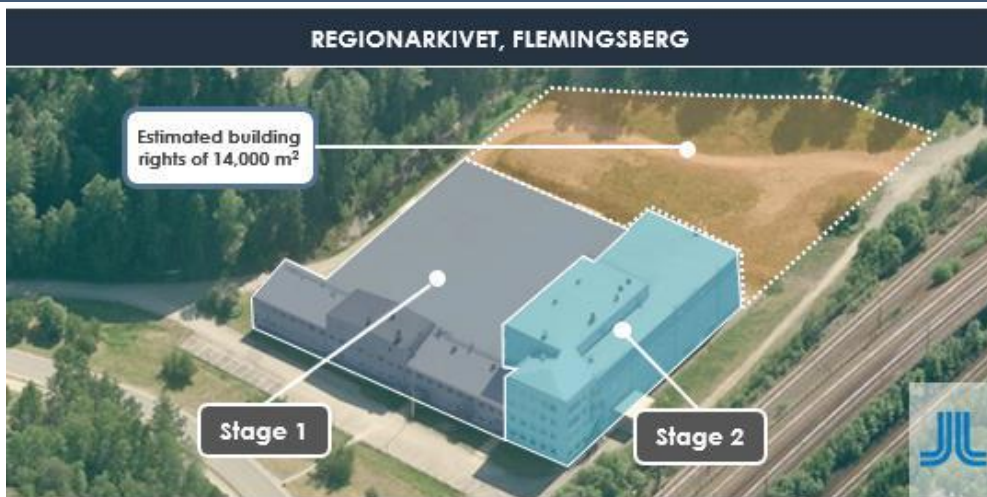 REGIONARKIVET, FLEMINGSBERG
Estimated building
rights of 14,000 m²
Stage 1
Stage 2